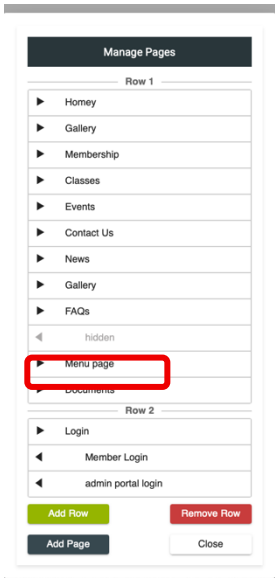 Manage Pages
Row 1
Homey
Gallery
Membership
Classes
Events
Contact Us
News
Gallery
FAQs
hidden
Menu page
Documents
Row 2
Login
Member Login
admin portal login
Add Row
Remove Row
Add Page
Close